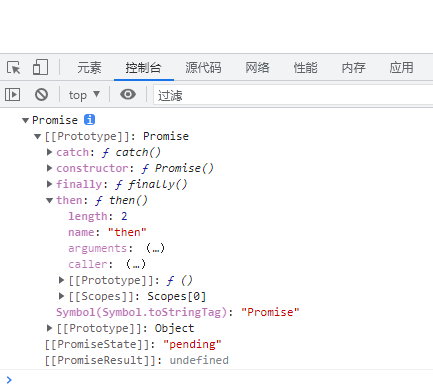 元素 控制台 源代码 网络 性能 内存 应用
top ▼ 过滤
▼Promise i
▼[[Prototype]]: Promise
▶catch: ƒ catch()
▶constructor: ƒ Promise()
▶finally: ƒ finally()
▼then: ƒ then()
length: 2
name: "then"
arguments: (…)
caller: (…)
▶[[Prototype]]: ƒ ()
▶[[Scopes]]: Scopes[0]
Symbol(Symbol.toStringTag): "Promise"
▶[[Prototype]]: Object
[[PromiseState]]: "pending"
[[PromiseResult]]: undefined